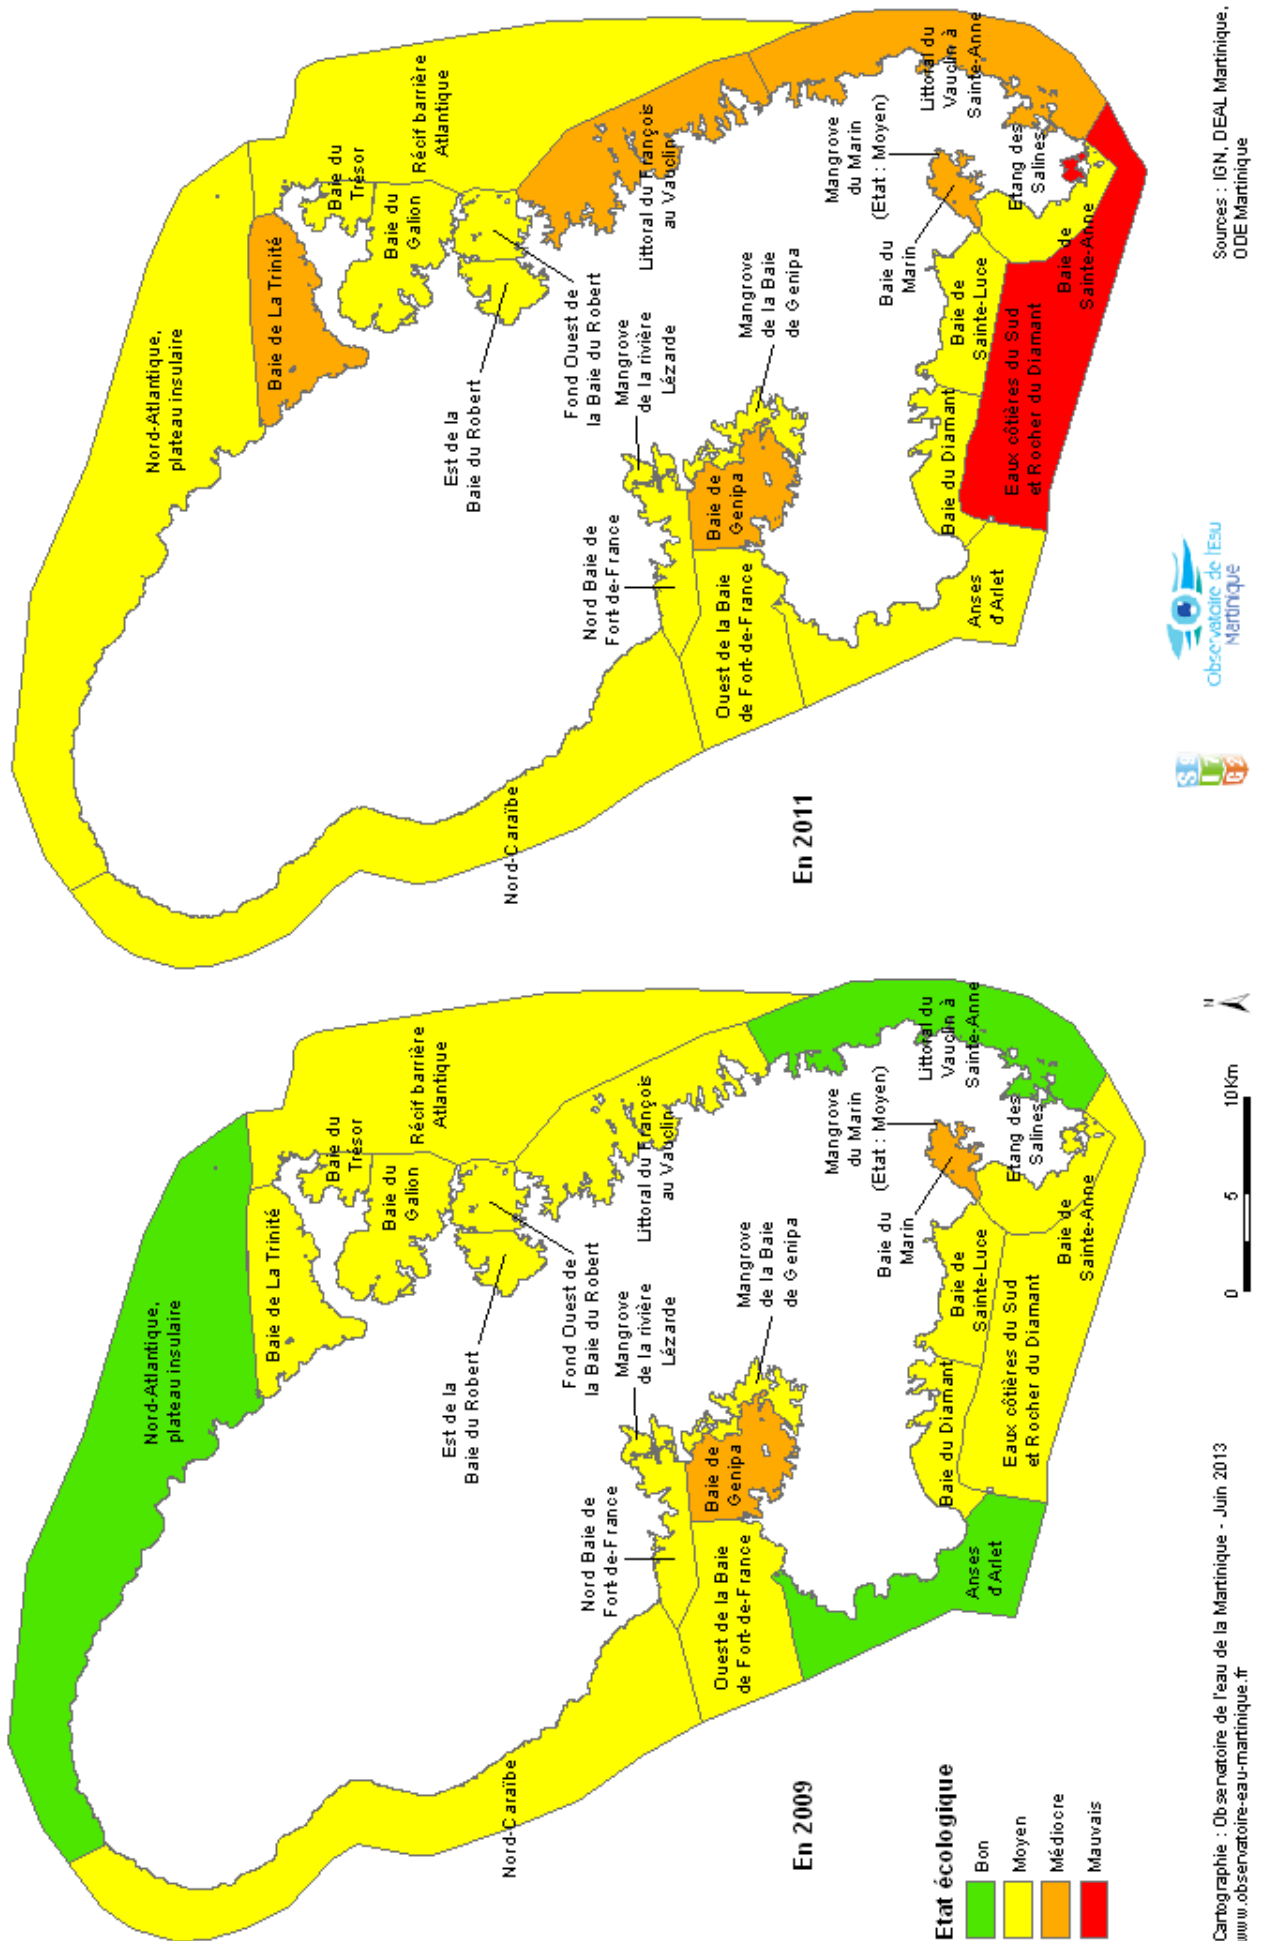 Nord-Atlantique,
plateau insulaire
Baie de La Trinité
Baie du
Trésor
Baie du
Galion
Récif barrière
Atlantique
Est de la
Baie du Robert
Fond Ouest de
la Baie du Robert
Mangrove
de la rivière
Lézarde
Littoral du François
au Vauclin
Nord Baie de
Fort-de-France
Baie de
Genipa
Mangrove
de la Baie
de Genipa
Ouest de la Baie
de Fort-de-France
Nord-Caraïbe
Mangrove
du Marin
(Etat : Moyen)
Littoral du
Vauclin à
Sainte-Anne
Baie du
Marin
Etang des
Salines
Baie de
Sainte-Luce
Baie du Diamant
Baie de
Sainte-Anne
Eaux côtières du Sud
et Rocher du Diamant
Anses
d'Arlet
En 2009
Etat écologique
Bon
Moyen
Médiocre
Mauvais
0
5
10Km
N
Cartographie : Observatoire de l'eau de la Martinique - Juin 2013
www.observatoire-eau-martinique.fr
Nord-Atlantique,
plateau insulaire
Baie de La Trinité
Baie du
Trésor
Baie du
Galion
Récif barrière
Atlantique
Est de la
Baie du Robert
Fond Ouest de
la Baie du Robert
Mangrove
de la rivière
Lézarde
Littoral du François
au Vauclin
Nord Baie de
Fort-de-France
Baie de
Genipa
Mangrove
de la Baie
de Genipa
Ouest de la Baie
de Fort-de-France
Nord-Caraïbe
Mangrove
du Marin
(Etat : Moyen)
Littoral du
Vauclin à
Sainte-Anne
Baie du
Marin
Etang des
Salines
Baie de
Sainte-Luce
Baie du Diamant
Baie de
Sainte-Anne
Eaux côtières du Sud
et Rocher du Diamant
Anses
d'Arlet
En 2011
Observatoire de l'Eau
Martinique
Sources : IGN, DEAL Martinique,
ODE Martinique